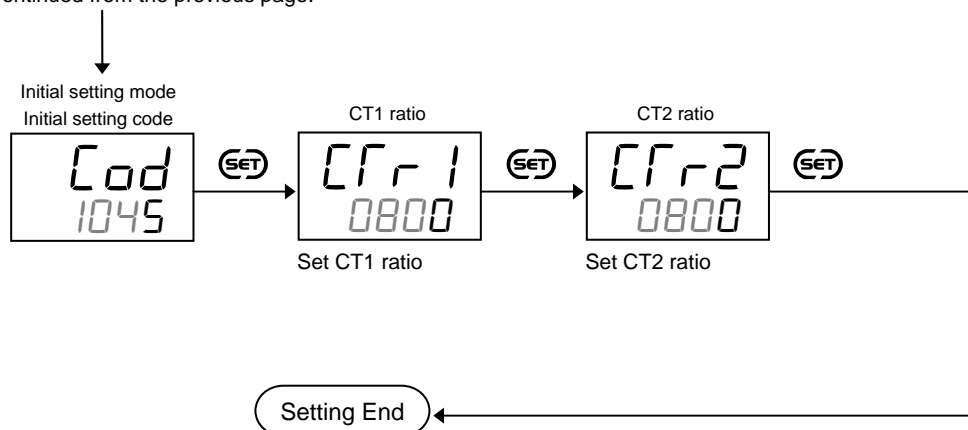 ontinued from the previous page.
Initial setting mode
Initial setting code
Cod
1045
SET
CT1 ratio
CTr1
0800
Set CT1 ratio
SET
CT2 ratio
CTr2
0800
Set CT2 ratio
SET
Setting End